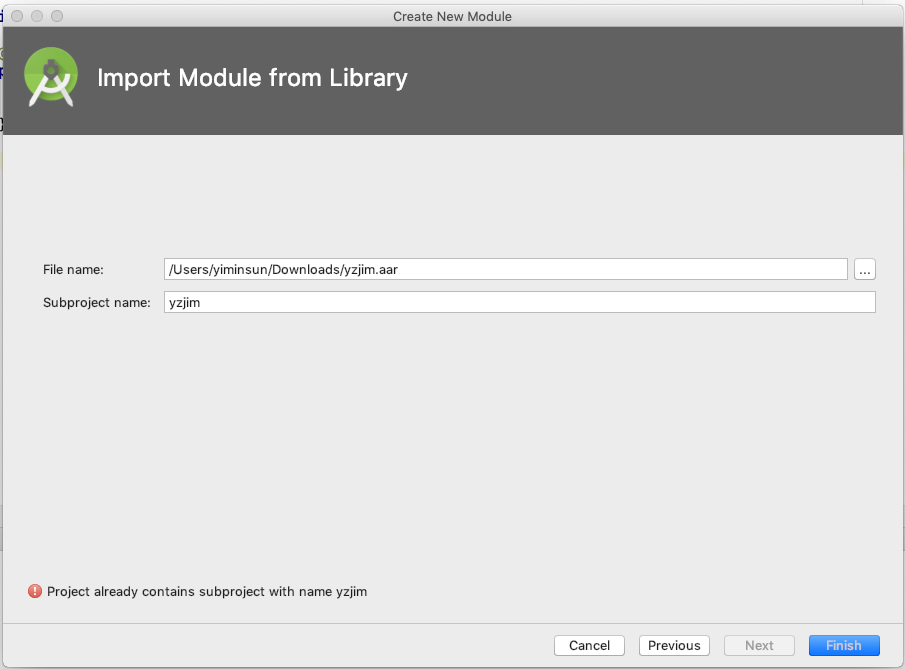 Create New Module
Import Module from Library
File name: /Users/yiminsun/Downloads/yzjim.aar ...
Subproject name: yzjim
Project already contains subproject with name yzjim
Cancel Previous Next Finish